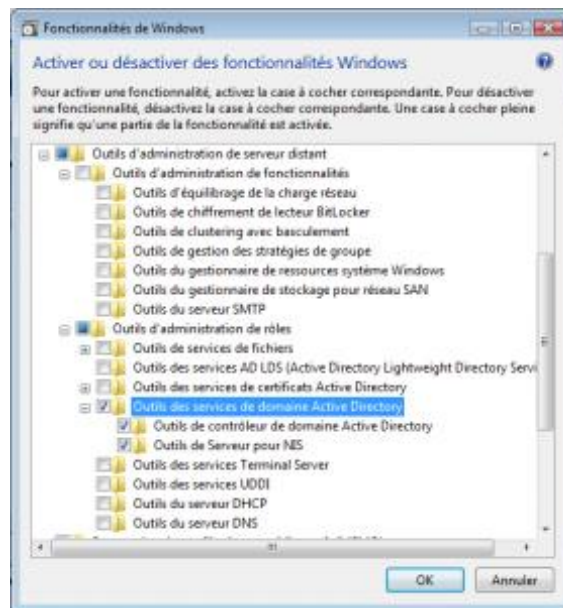 Fonctionnalités de Windows
Activer ou désactiver des fonctionnalités Windows
Pour activer une fonctionnalité, activez la case à cocher correspondante. Pour désactiver
une fonctionnalité, désactivez la case à cocher correspondante. Une case à cocher pleine
signifie qu'une partie de la fonctionnalité est activée.
Outils d'administration de serveur distant
Outils d'administration de fonctionnalités
Outils d'équilibrage de la charge réseau
Outils de chiffrement de lecteur BitLocker
Outils de clustering avec basculement
Outils de gestion des stratégies de groupe
Outils du gestionnaire de ressources système Windows
Outils du gestionnaire de stockage pour réseau SAN
Outils du serveur SMTP
Outils d'administration de rôles
Outils de services de fichiers
Outils des services AD LDS (Active Directory Lightweight Directory Servi
Outils des services de certificats Active Directory
Outils des services de domaine Active Directory
Outils de contrôleur de domaine Active Directory
Outils de Serveur pour NIS
Outils des services Terminal Server
Outils des services UDDI
Outils du serveur DHCP
Outils du serveur DNS
OK
Annuler